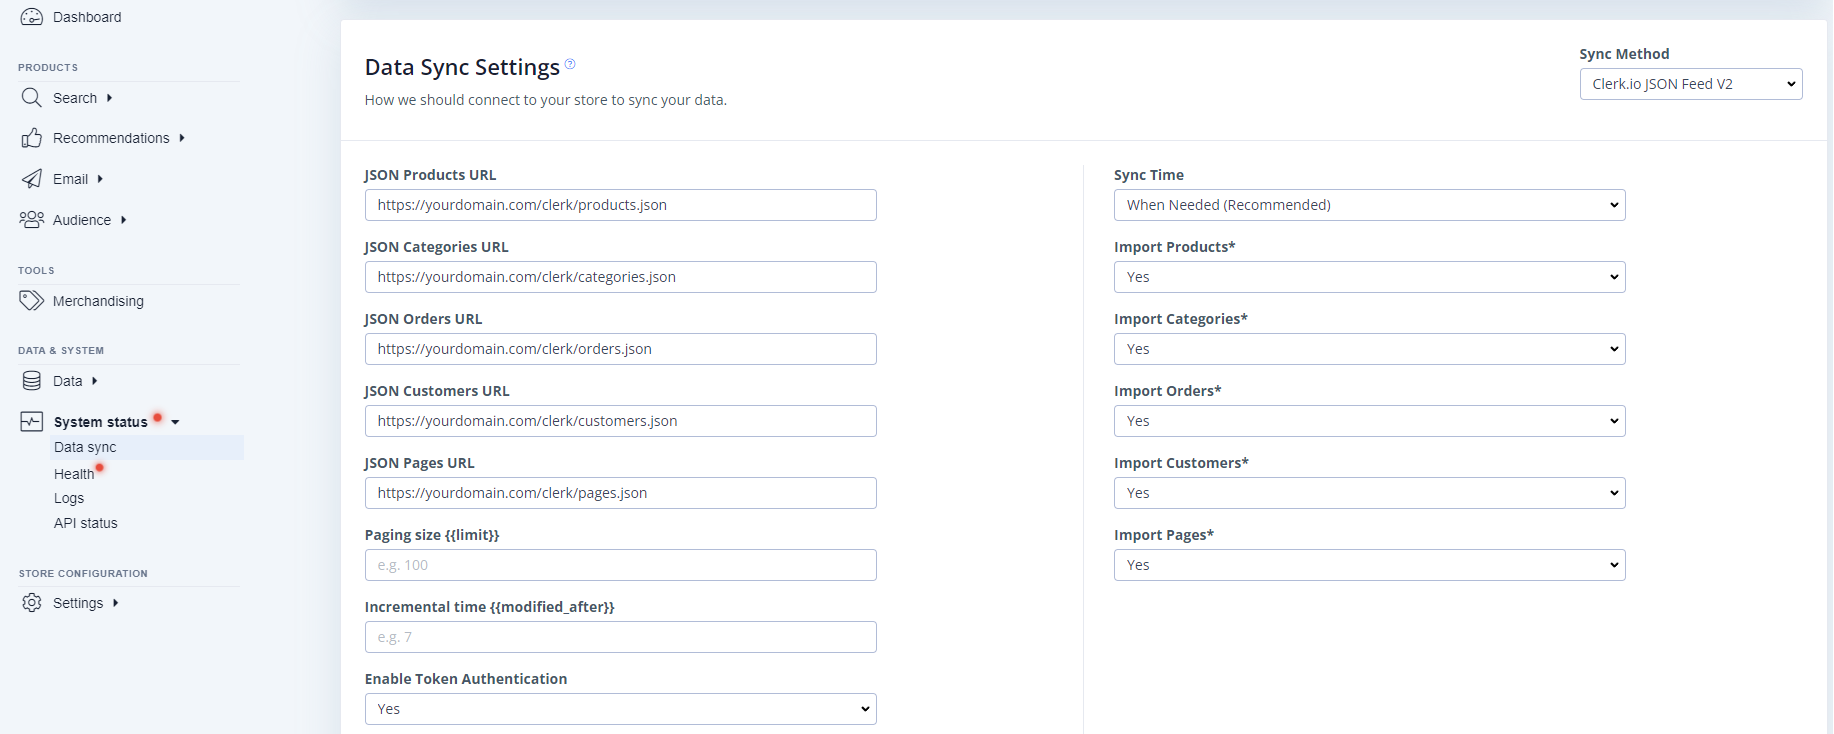 Dashboard
PRODUCTS
Search
Recommendations
Email
Audience
TOOLS
Merchandising
DATA & SYSTEM
Data
System status
Data sync
Health
Logs
API status
STORE CONFIGURATION
Settings
Data Sync Settings ?
How we should connect to your store to sync your data.
Sync Method
Clerk.io JSON Feed V2
JSON Products URL
https://yourdomain.com/clerk/products.json
JSON Categories URL
https://yourdomain.com/clerk/categories.json
JSON Orders URL
https://yourdomain.com/clerk/orders.json
JSON Customers URL
https://yourdomain.com/clerk/customers.json
JSON Pages URL
https://yourdomain.com/clerk/pages.json
Paging size {{limit}}
e.g. 100
Incremental time {{modified_after}}
e.g. 7
Enable Token Authentication
Yes
Sync Time
When Needed (Recommended)
Import Products*
Yes
Import Categories*
Yes
Import Orders*
Yes
Import Customers*
Yes
Import Pages*
Yes